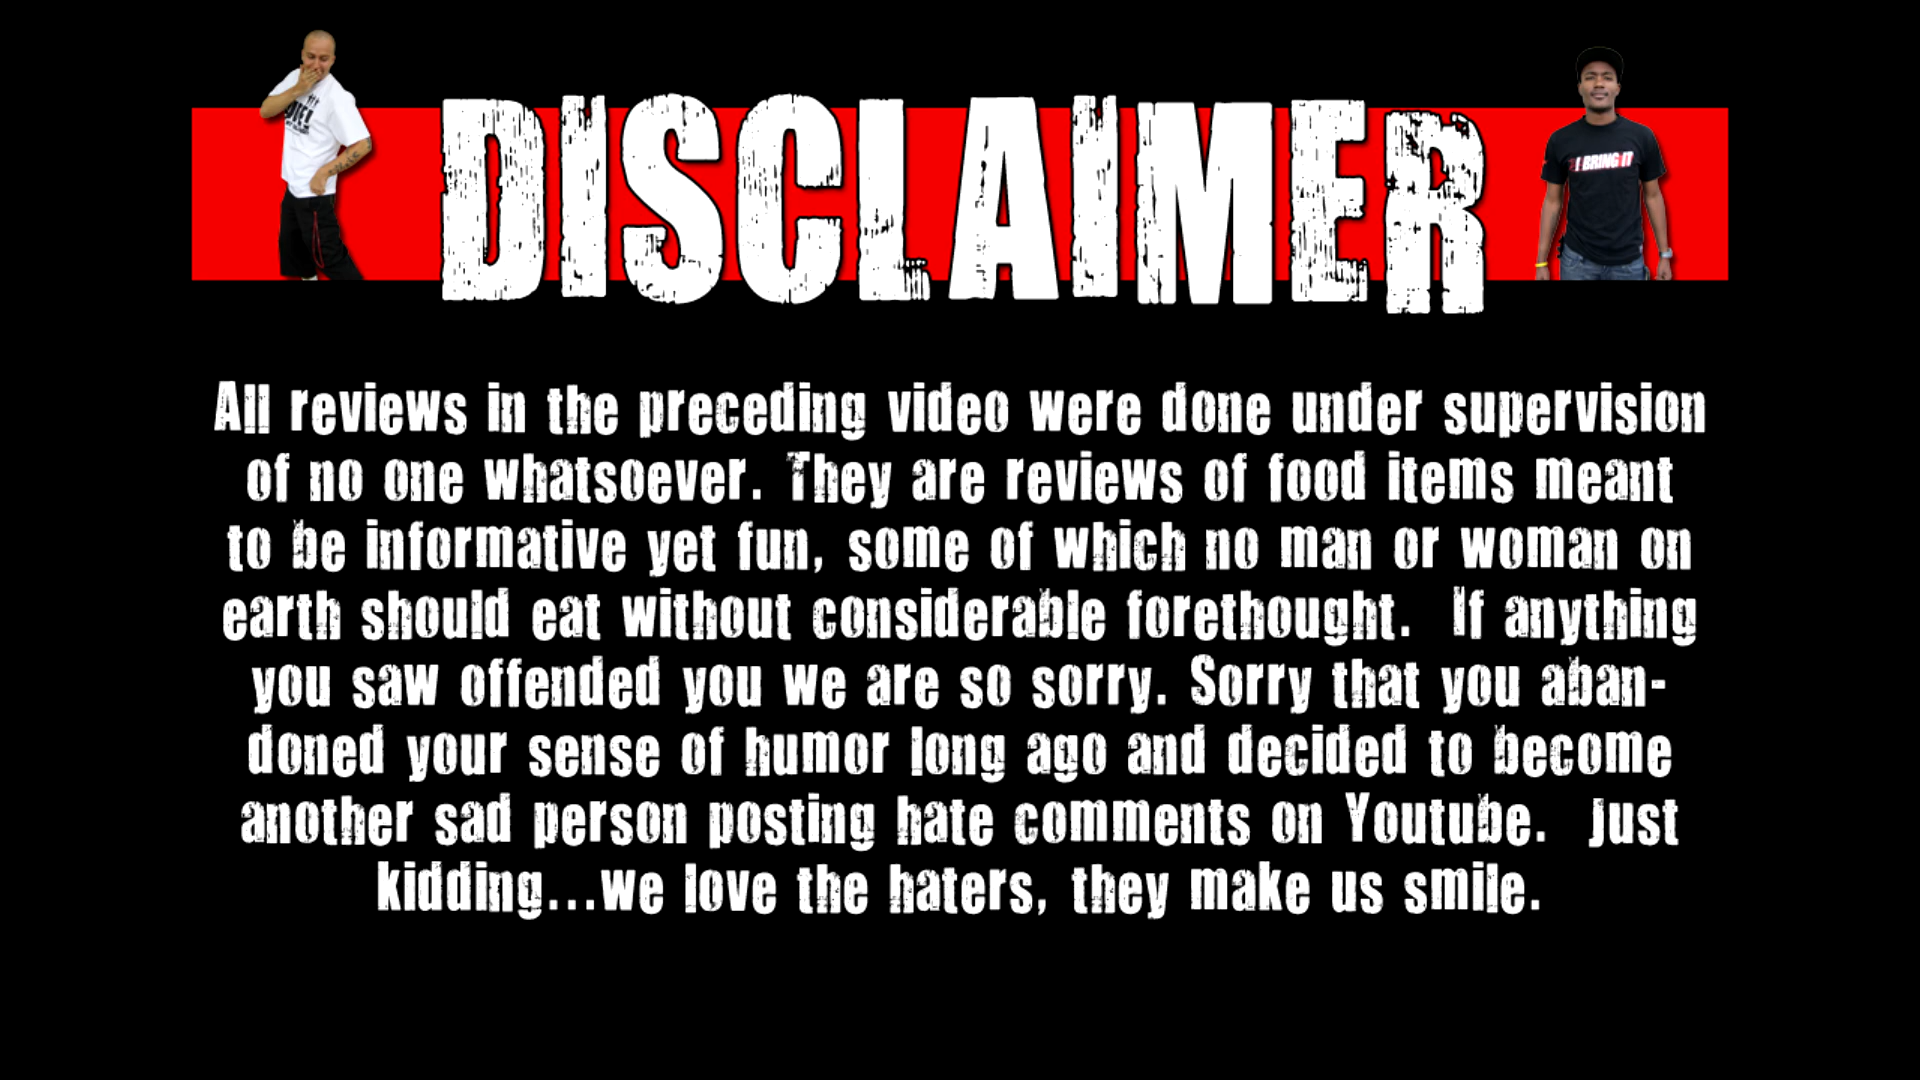 DISCLAIMER
DIET
I BRING IT
All reviews in the preceding video were done under supervision
of no one whatsoever. They are reviews of food items meant
to be informative yet fun, some of which no man or woman on
earth should eat without considerable forethought. If anything
you saw offended you we are so sorry. Sorry that you aban-
doned your sense of humor long ago and decided to become
another sad person posting hate comments on Youtube. Just
kidding...we love the haters, they make us smile.